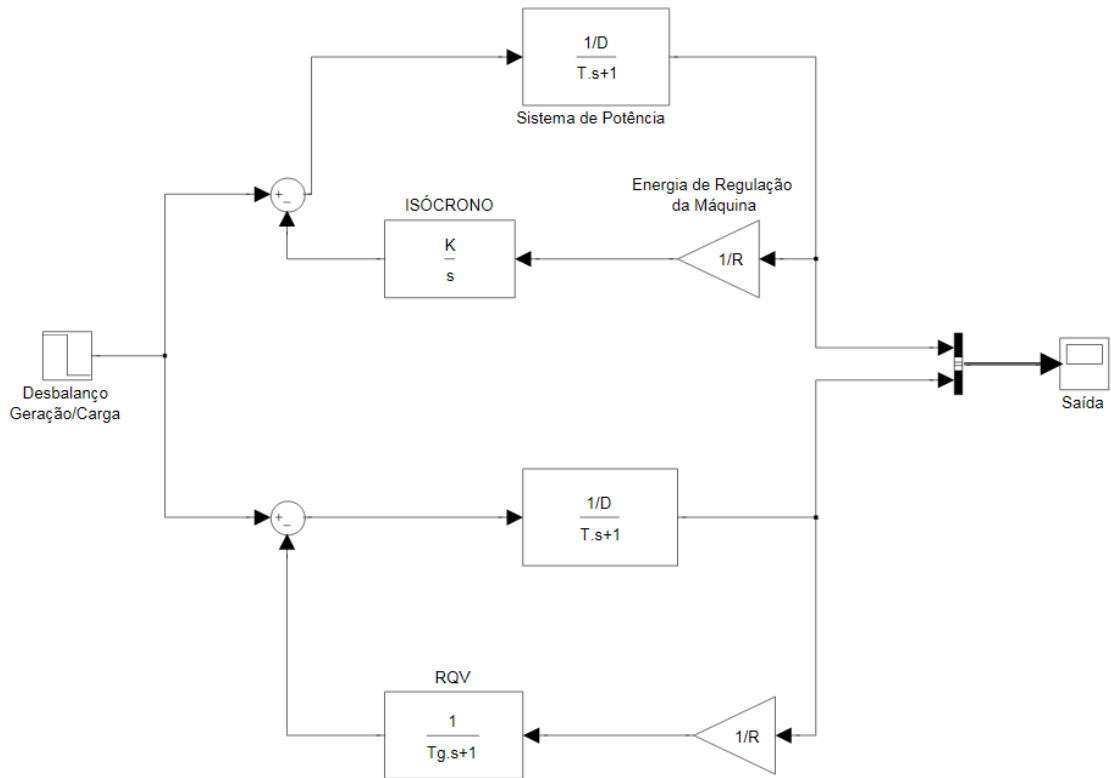 1/D
T.s+1
Sistema de Potência
+
−
ISÓCRONO
K
s
Energia de Regulação
da Máquina
1/R
Desbalanço
Geração/Carga
Saída
+
−
1/D
T.s+1
RQV
1
Tg.s+1
1/R